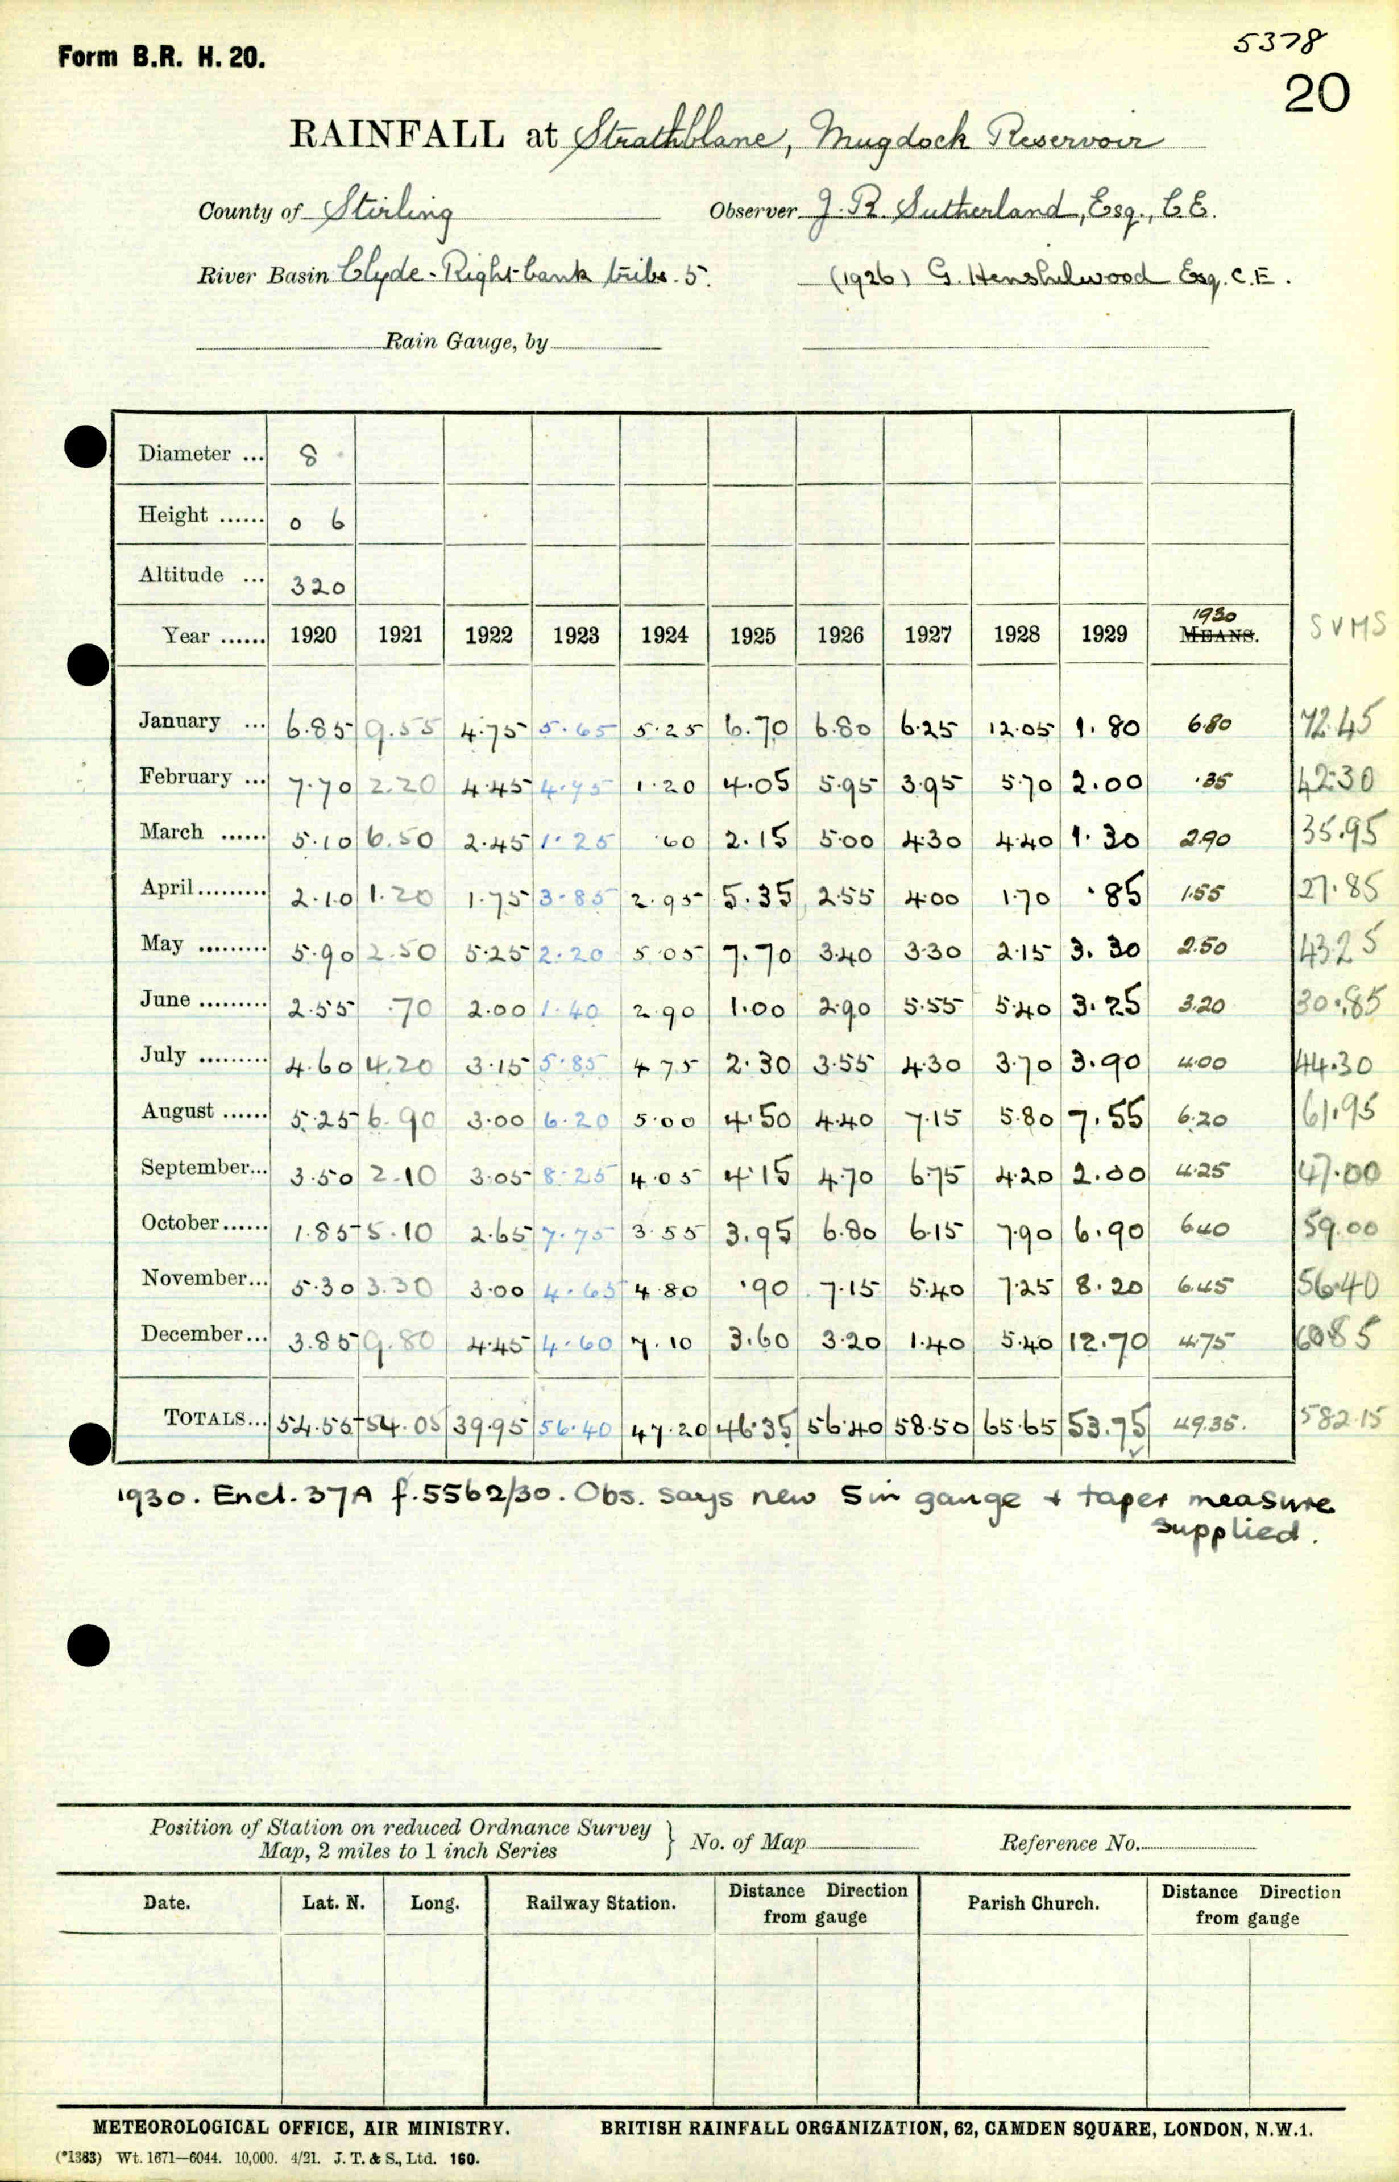 5378
Form B.R. H. 20.
20
RAINFALL at Strathblane, Mugdock Reservoir
County of Stirling Observer J. R. Sutherland, Esq., C.E.
River Basin Clyde - Right bank tribs. 5. (1926) G. Henshilwood Esq. C.E.
Rain Gauge, by
Diameter ... 8
Height ...... 0 6
Altitude ... 320
1930
Year ...... 1920 1921 1922 1923 1924 1925 1926 1927 1928 1929 MEANS. SUMS
January ... 6.85 9.55 4.75 5.65 5.25 6.70 6.80 6.25 12.05 1.80 6.80 72.45
February ... 7.70 2.20 4.45 4.95 1.20 4.05 5.95 3.95 5.70 2.00 .35 42.30
March ...... 5.10 6.50 2.45 1.25 .60 2.15 5.00 4.30 4.40 1.30 2.90 35.95
April......... 2.10 1.20 1.75 3.85 2.95 5.35 2.55 4.00 1.70 .85 1.55 27.85
May ......... 5.90 2.50 5.25 2.20 5.05 7.70 3.40 3.30 2.15 3.30 2.50 43.25
June ......... 2.55 .70 2.00 1.40 2.90 1.00 2.90 5.55 5.40 3.25 3.20 30.85
July ......... 4.60 4.20 3.15 5.85 4.75 2.30 3.55 4.30 3.70 3.90 4.00 44.30
August ...... 5.25 6.90 3.00 6.20 5.00 4.50 4.40 7.15 5.80 7.55 6.20 61.95
September... 3.50 2.10 3.05 8.25 4.05 4.15 4.70 6.75 4.20 2.00 4.25 47.00
October...... 1.85 5.10 2.65 7.75 3.55 3.95 6.80 6.15 7.90 6.90 6.40 59.00
November... 5.30 3.30 3.00 4.65 4.80 .90 7.15 5.40 7.25 8.20 6.45 56.40
December... 3.85 9.80 4.45 4.60 7.10 3.60 3.20 1.40 5.40 12.70 4.75 60.85
TOTALS... 54.55 54.05 39.95 56.40 47.20 46.35 56.40 58.50 65.65 53.75 49.35. 582.15
1930. Encl. 37A f.5562/30. Obs. says new 5in gauge + taper measure
supplied.
Position of Station on reduced Ordnance Survey
Map, 2 miles to 1 inch Series } No. of Map Reference No.
Date. Lat. N. Long. Railway Station. Distance Direction from gauge Parish Church. Distance Direction from gauge
METEOROLOGICAL OFFICE, AIR MINISTRY. BRITISH RAINFALL ORGANIZATION, 62, CAMDEN SQUARE, LONDON, N.W.1.
(*1383) Wt. 1671—6044. 10,000. 4/21. J. T. & S., Ltd. 160.